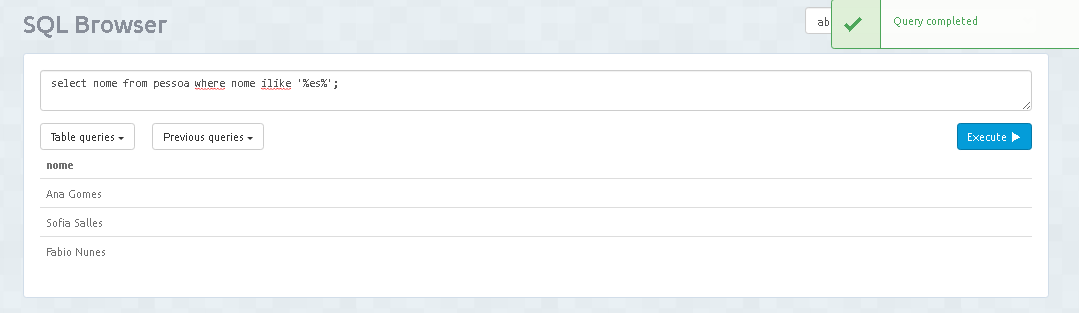 SQL Browser
ab
Query completed
select nome from pessoa where nome ilike '%es%';
Table queries
Previous queries
Execute
nome
Ana Gomes
Sofia Salles
Fabio Nunes